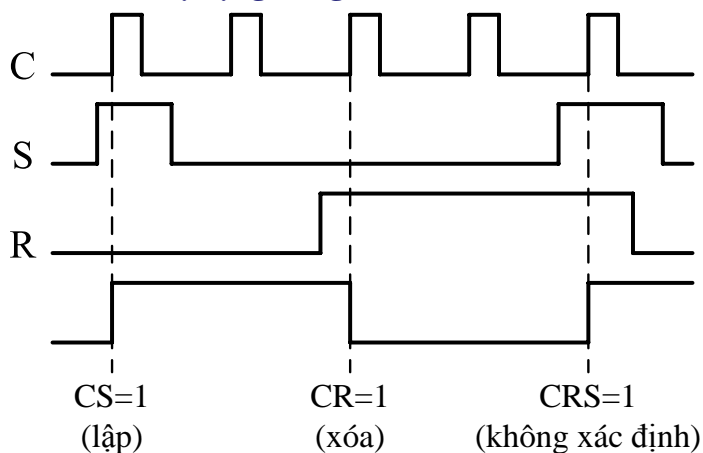 C
S
R
CS=1
(lập)
CR=1
(xóa)
CRS=1
(không xác định)